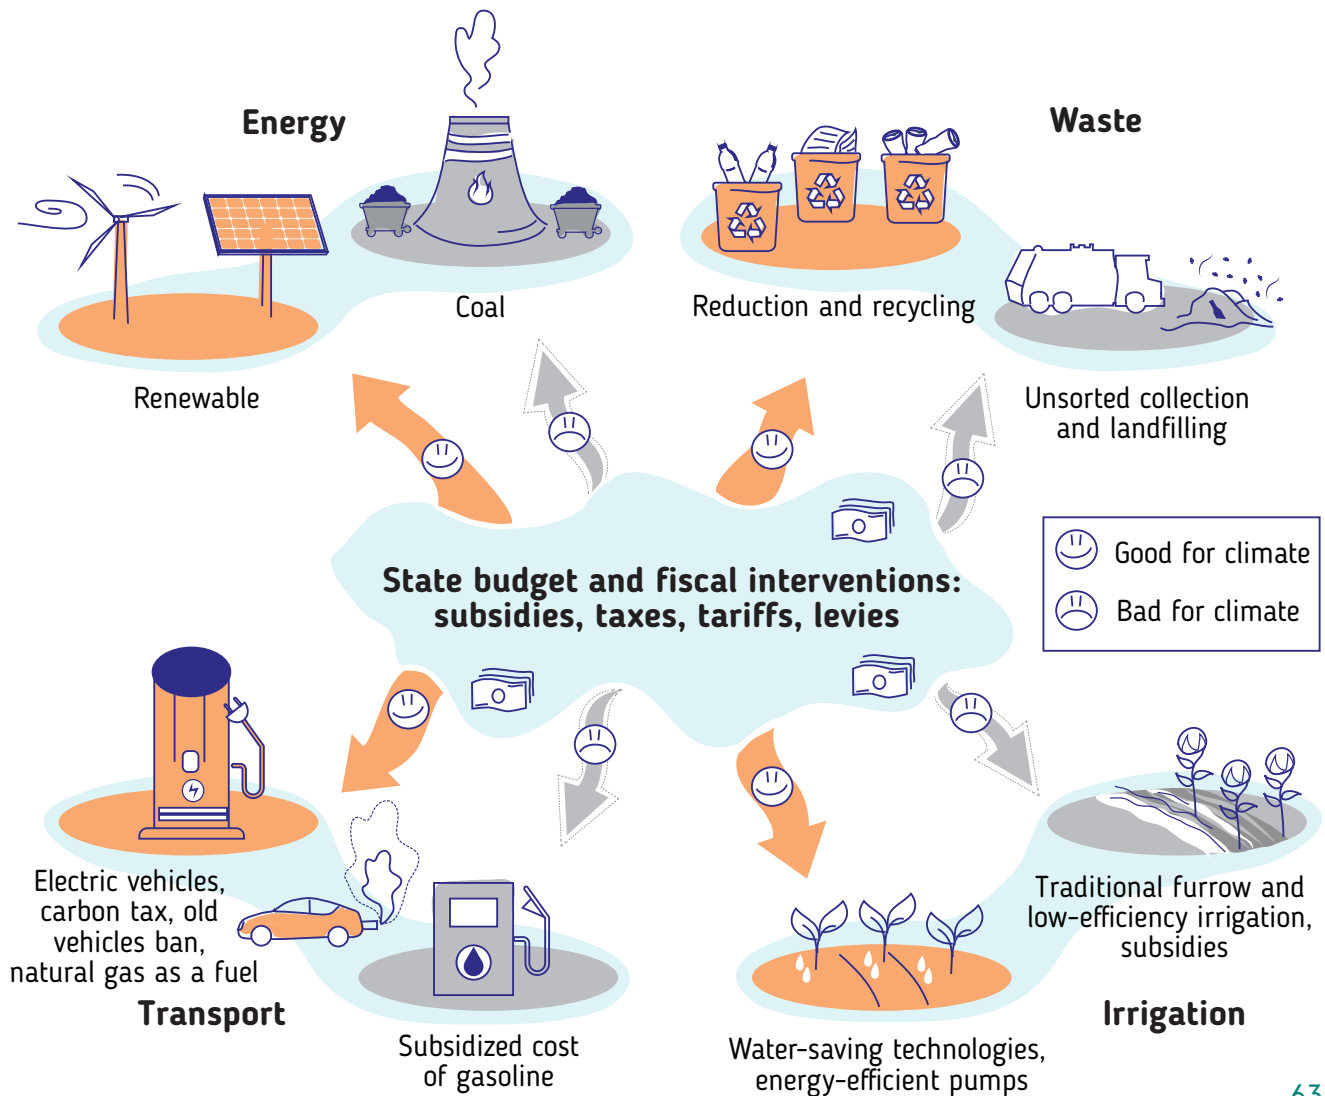 Energy
Waste
Coal
Reduction and recycling
Renewable
Unsorted collection
and landfilling
Good for climate
Bad for climate
State budget and fiscal interventions:
subsidies, taxes, tariffs, levies
Electric vehicles,
carbon tax, old
vehicles ban,
natural gas as a fuel
Transport
Subsidized cost
of gasoline
Traditional furrow and
low-efficiency irrigation,
subsidies
Irrigation
Water-saving technologies,
energy-efficient pumps
63